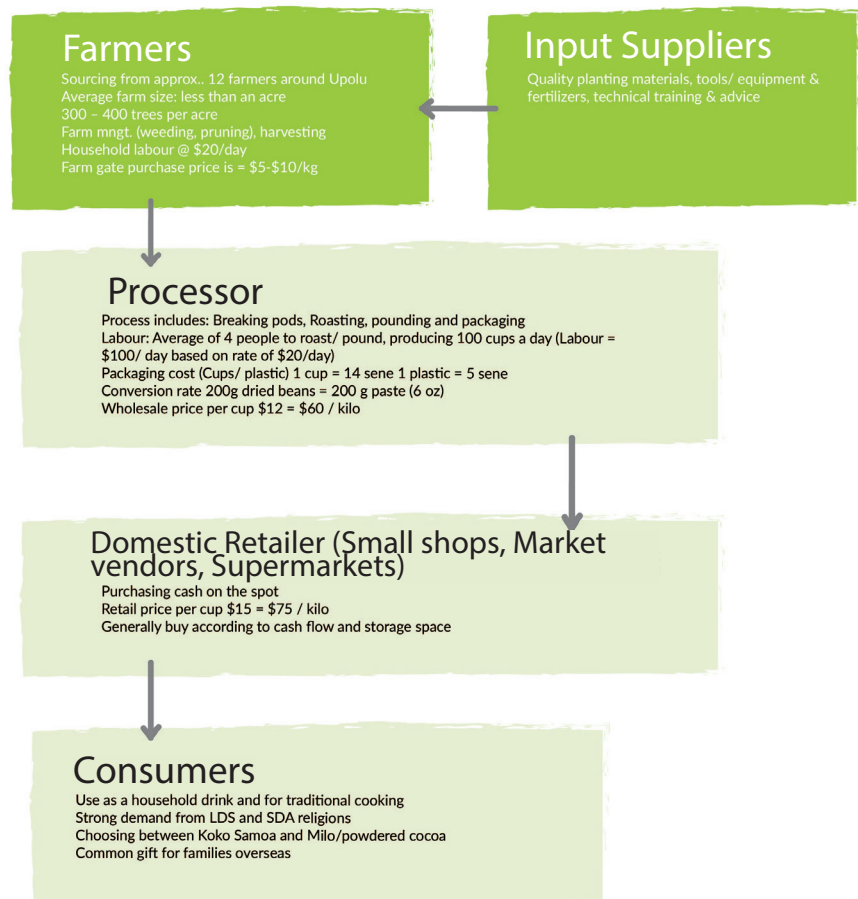 Farmers
Sourcing from approx.. 12 farmers around Upolu
Average farm size: less than an acre
300 – 400 trees per acre
Farm mngt. (weeding, pruning), harvesting
Household labour @ $20/day
Farm gate purchase price is = $5-$10/kg
Input Suppliers
Quality planting materials, tools/ equipment &
fertilizers, technical training & advice
Processor
Process includes: Breaking pods, Roasting, pounding and packaging
Labour: Average of 4 people to roast/ pound, producing 100 cups a day (Labour =
$100/ day based on rate of $20/day)
Packaging cost (Cups/ plastic) 1 cup = 14 sene 1 plastic = 5 sene
Conversion rate 200g dried beans = 200 g paste (6 oz)
Wholesale price per cup $12 = $60 / kilo
Domestic Retailer (Small shops, Market
vendors, Supermarkets)
Purchasing cash on the spot
Retail price per cup $15 = $75 / kilo
Generally buy according to cash flow and storage space
Consumers
Use as a household drink and for traditional cooking
Strong demand from LDS and SDA religions
Choosing between Koko Samoa and Milo/powdered cocoa
Common gift for families overseas